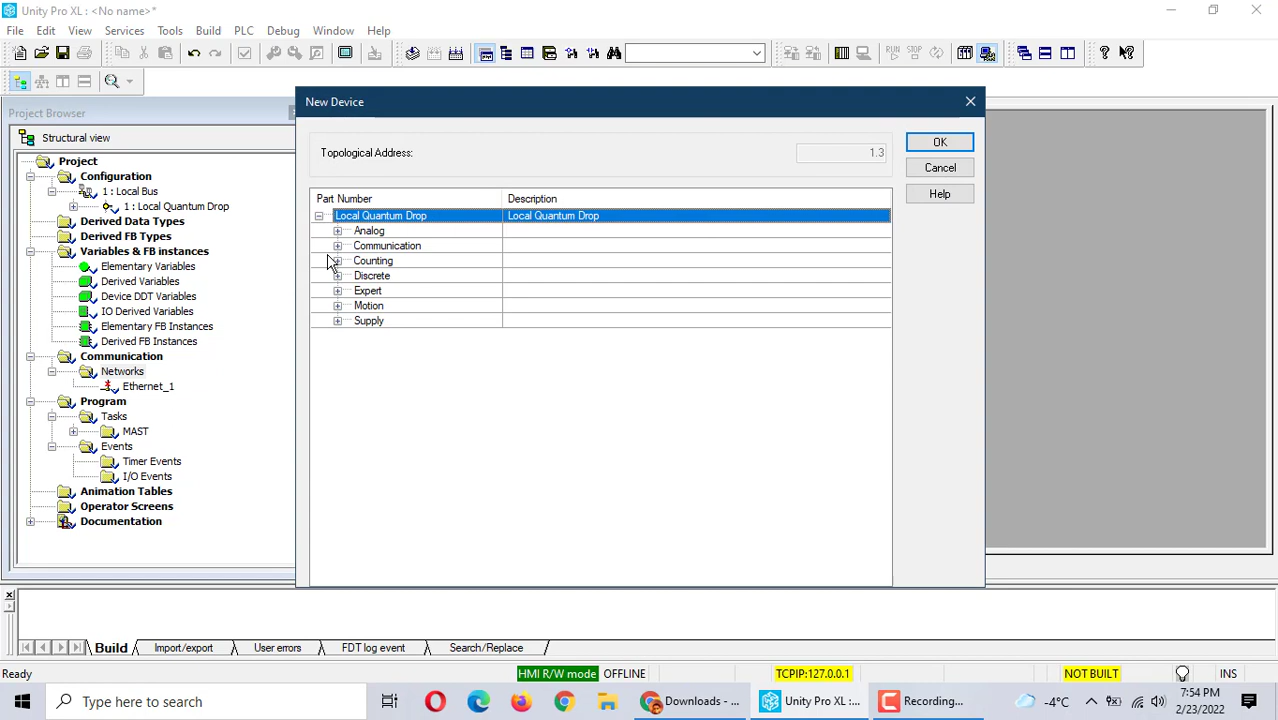 Unity Pro XL : <No name>*
File Edit View Services Tools Build PLC Debug Window Help
Project Browser
Structural view
Project
Configuration
1 : Local Bus
1 : Local Quantum Drop
Derived Data Types
Derived FB Types
Variables & FB instances
Elementary Variables
Derived Variables
Device DDT Variables
IO Derived Variables
Elementary FB Instances
Derived FB Instances
Communication
Networks
Ethernet_1
Program
Tasks
MAST
Events
Timer Events
I/O Events
Animation Tables
Operator Screens
Documentation
New Device
Topological Address: 1.3
OK
Cancel
Help
Part Number Description
Local Quantum Drop Local Quantum Drop
Analog
Communication
Counting
Discrete
Expert
Motion
Supply
RUN
STOP
Build Import/export User errors FDT log event Search/Replace
Ready HMI R/W mode OFFLINE TCPIP:127.0.0.1 NOT BUILT INS
Type here to search Downloads - ... Unity Pro XL :... Recording... -4°C 7:54 PM
2/23/2022